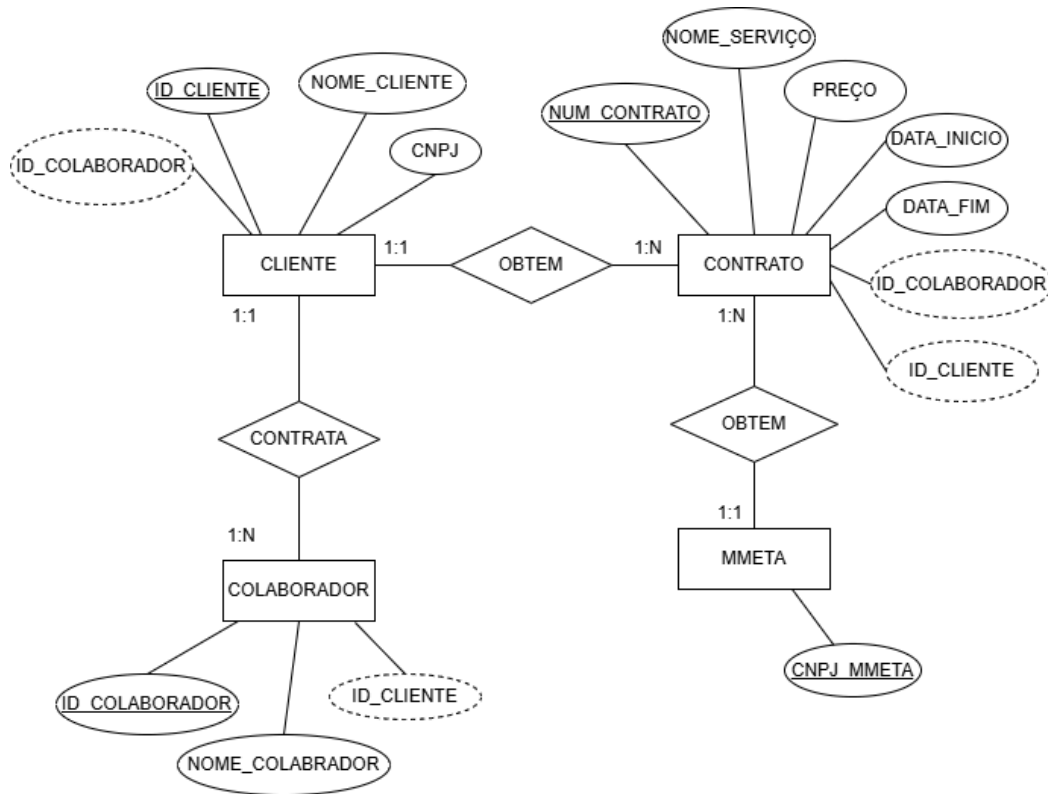 NOME_SERVIÇO
ID_CLIENTE
NOME_CLIENTE
PREÇO
NUM_CONTRATO
CNPJ
DATA_INICIO
ID_COLABORADOR
DATA_FIM
1:1
1:N
CLIENTE
OBTEM
CONTRATO
ID_COLABORADOR
1:1
1:N
ID_CLIENTE
CONTRATA
OBTEM
1:N
1:1
COLABORADOR
MMETA
ID_COLABORADOR
ID_CLIENTE
CNPJ_MMETA
NOME_COLABRADOR